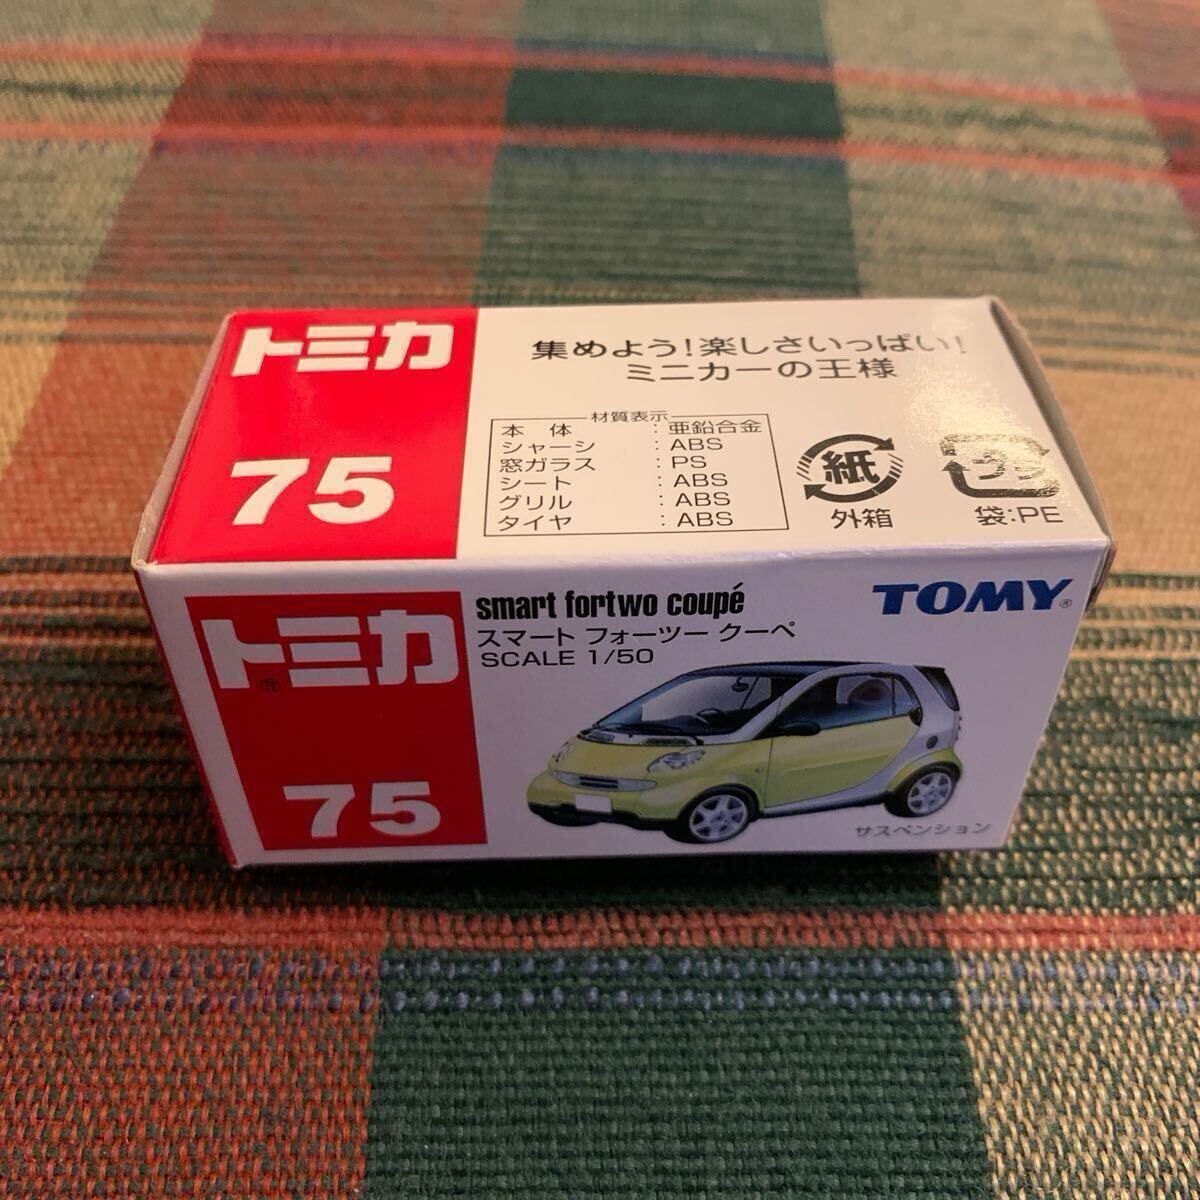 トミカ
75
集めよう!楽しさいっぱい!
ミニカーの王様
材質表示
本 体 : 亜鉛合金
シャーシ : ABS
窓ガラス : PS
シート : ABS
グリル : ABS
タイヤ : ABS
紙
外箱
プラ
袋:PE
トミカ®
75
smart fortwo coupé
スマート フォーツー クーペ
SCALE 1/50
TOMY®
サスペンション